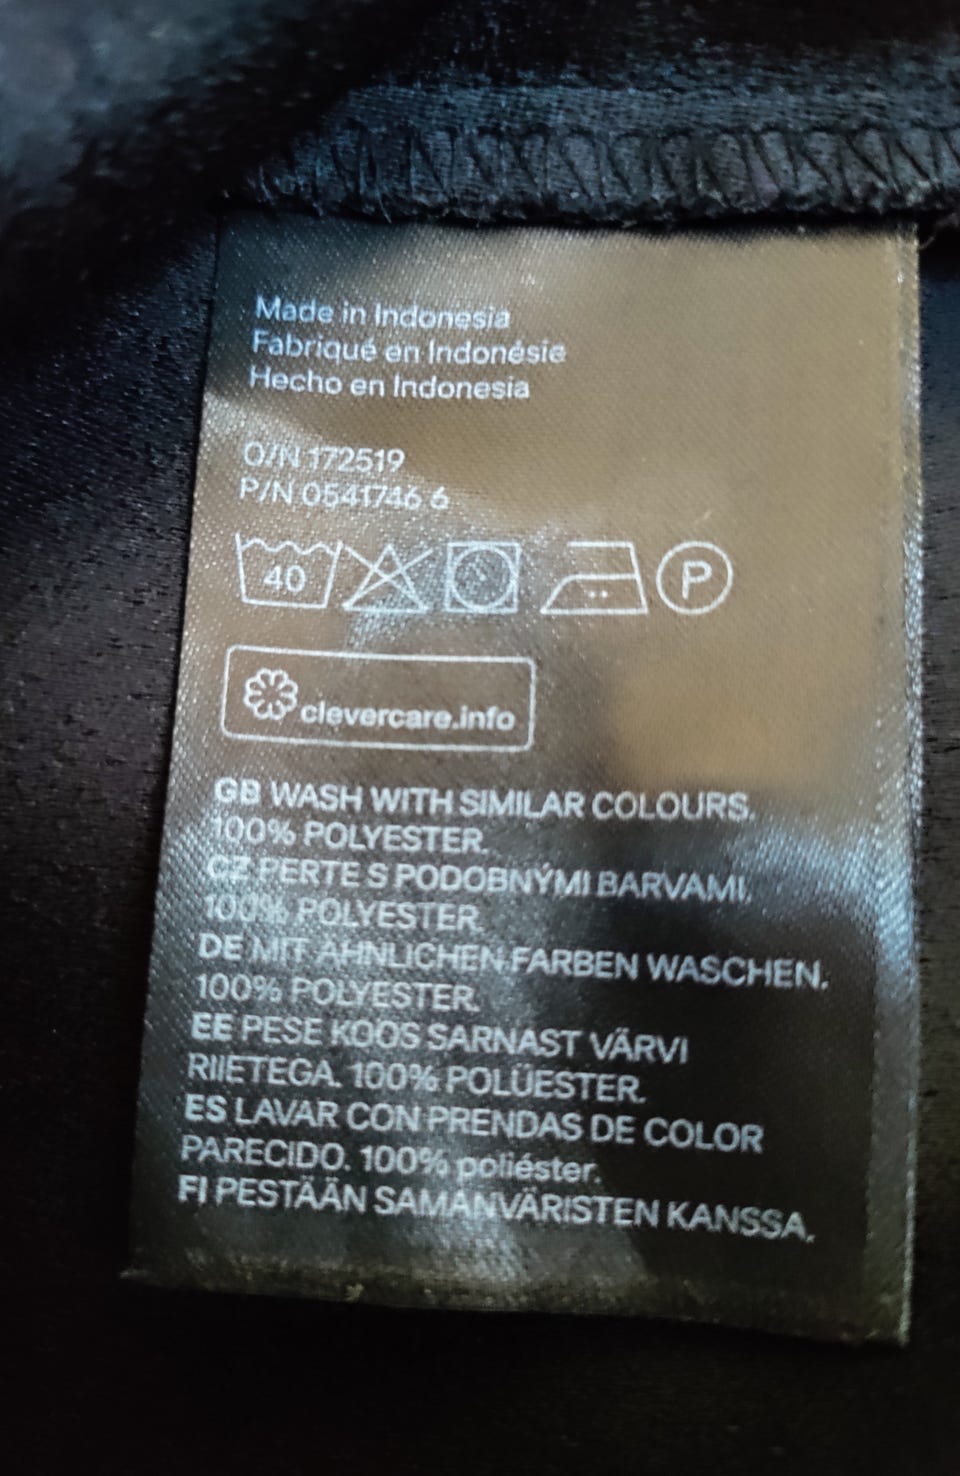 Made in Indonesia
Fabriqué en Indonésie
Hecho en Indonesia
O/N 172519
P/N 0541746 6
40 P
clevercare.info
GB WASH WITH SIMILAR COLOURS.
100% POLYESTER.
CZ PERTE S PODOBNÝMI BARVAMI.
100% POLYESTER.
DE MIT ÄHNLICHEN FARBEN WASCHEN.
100% POLYESTER.
EE PESE KOOS SARNAST VÄRVI
RIIETEGA. 100% POLÜESTER.
ES LAVAR CON PRENDAS DE COLOR
PARECIDO. 100% poliéster.
FI PESTÄÄN SAMANVÄRISTEN KANSSA.